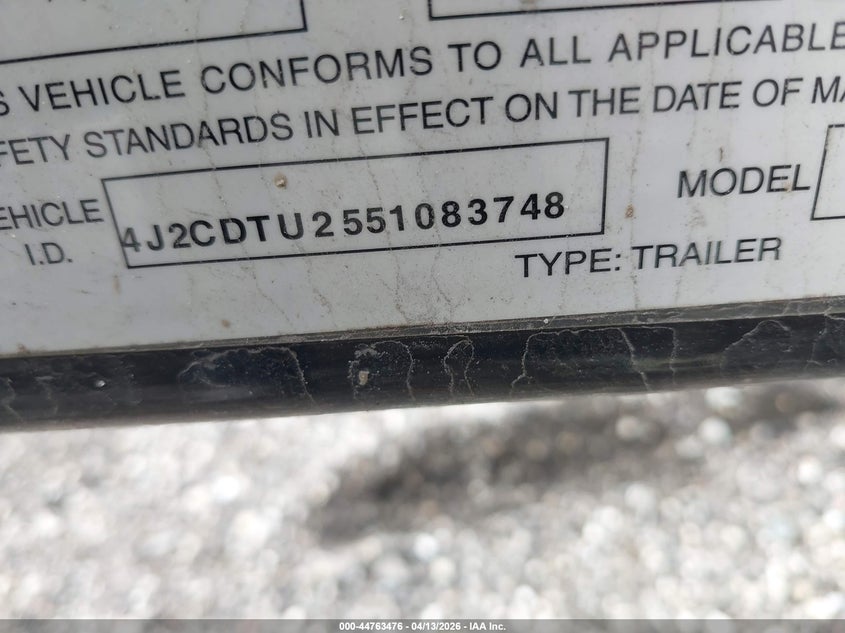 VEHICLE CONFORMS TO ALL APPLICABLE
FETY STANDARDS IN EFFECT ON THE DATE OF MA
EHICLE
I.D.
4J2CDTU2551083748
MODEL
TYPE: TRAILER
000-44763476 | 04/13/2026 – IAA Inc.